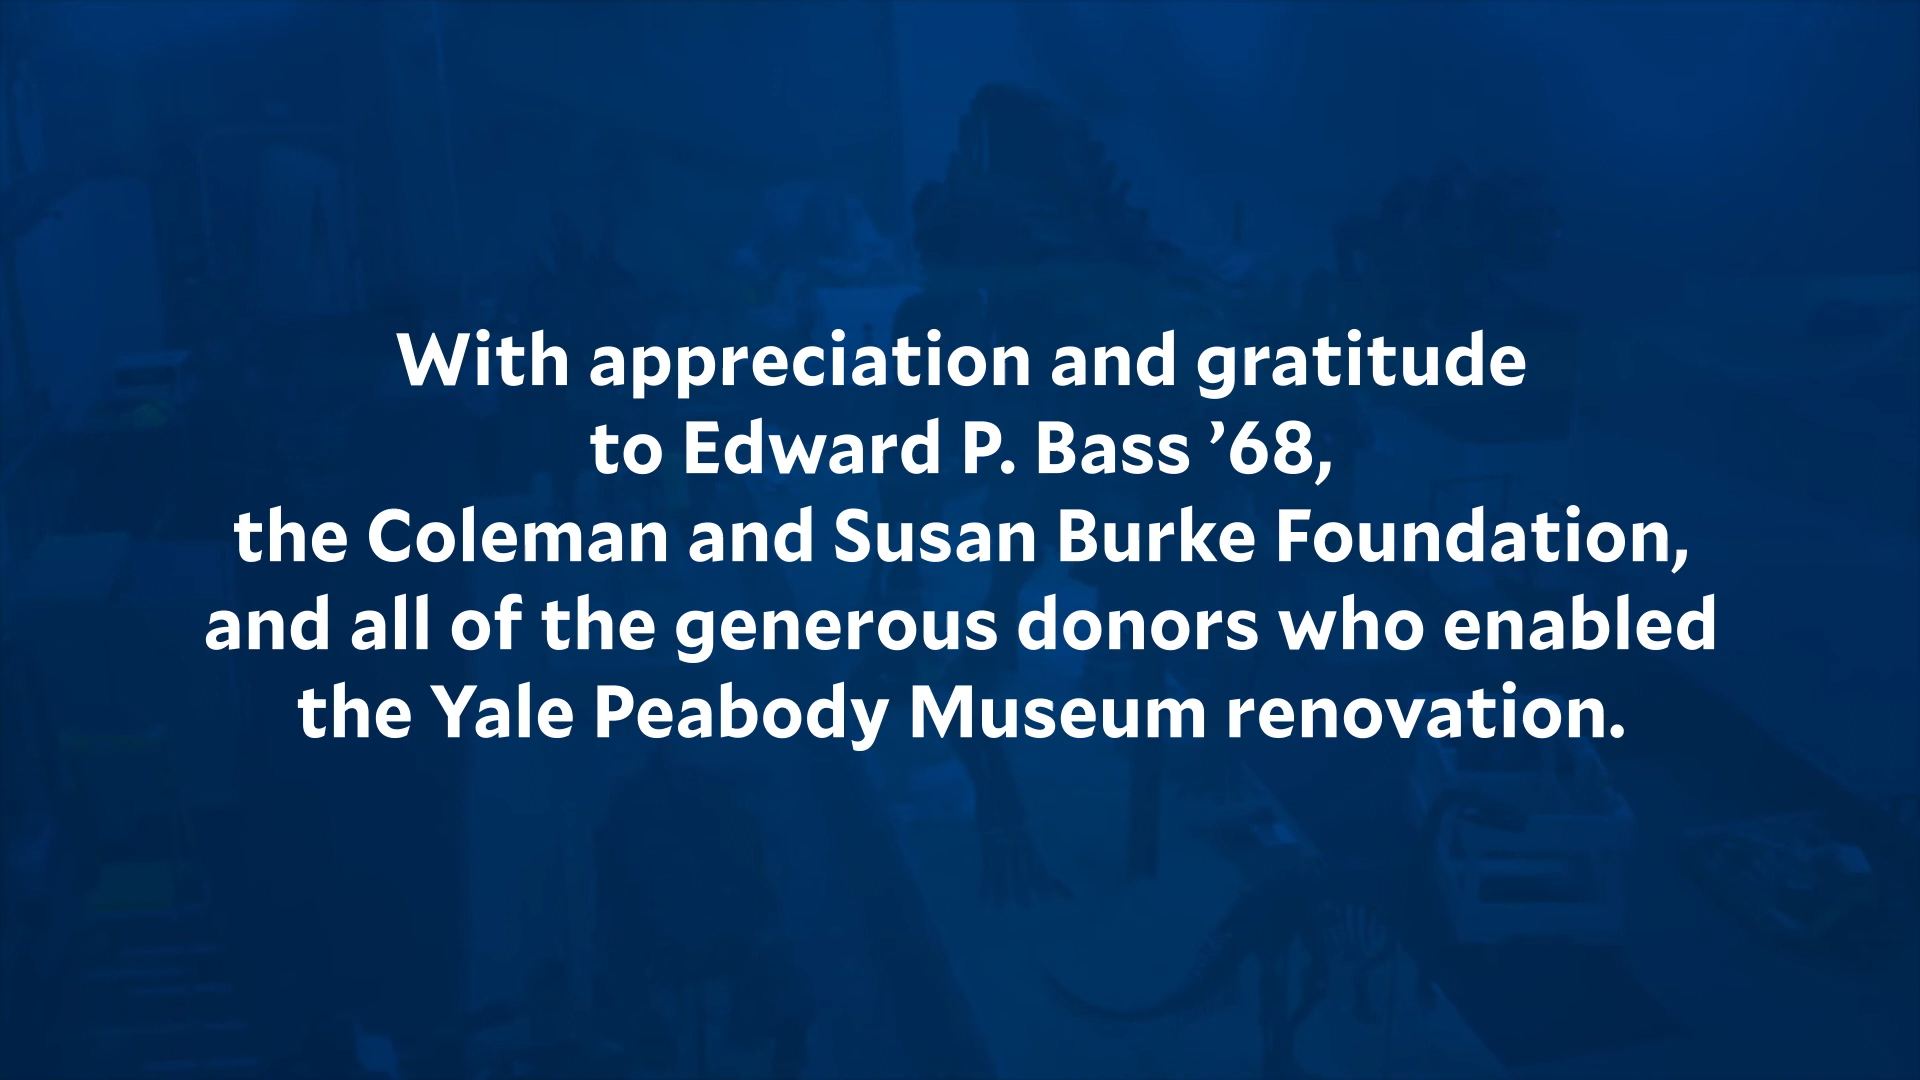 With appreciation and gratitude
to Edward P. Bass ’68,
the Coleman and Susan Burke Foundation,
and all of the generous donors who enabled
the Yale Peabody Museum renovation.